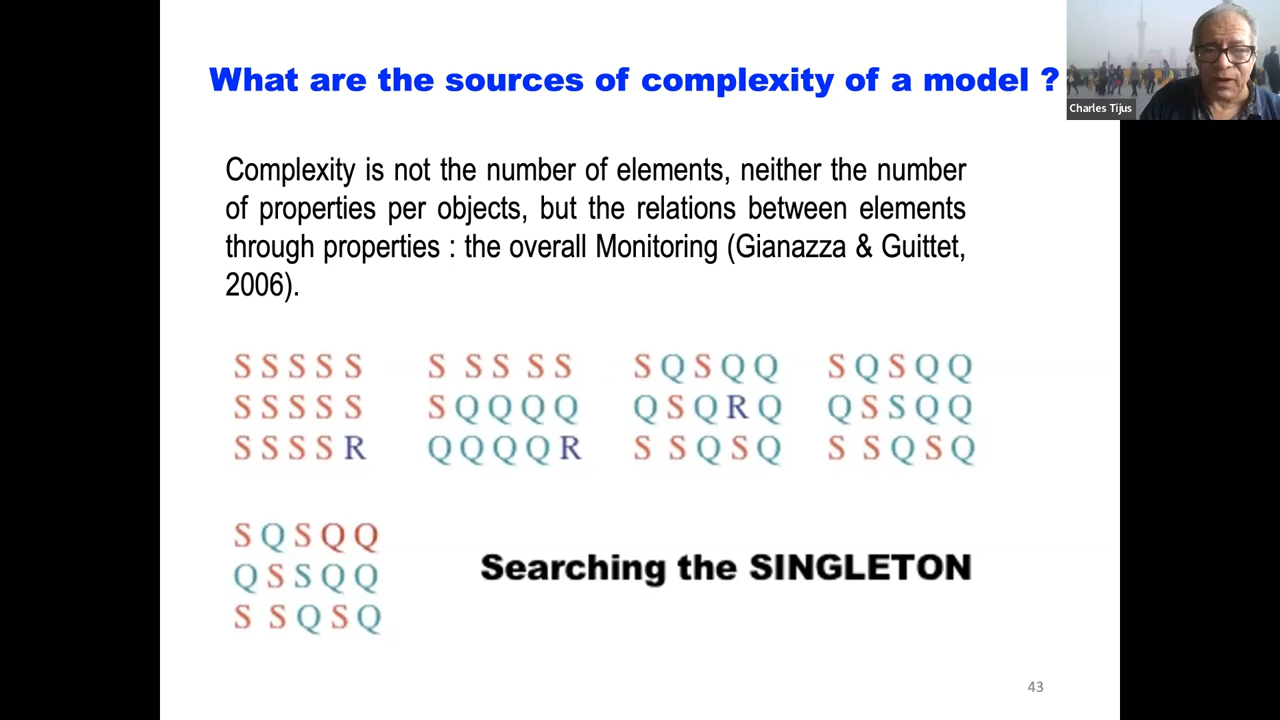 What are the sources of complexity of a model ?
Charles Tijus
Complexity is not the number of elements, neither the number
of properties per objects, but the relations between elements
through properties : the overall Monitoring (Gianazza & Guittet,
2006).
S S S S S
S S S S S
S S S S R
S S S S S
S Q Q Q Q
Q Q Q Q R
S Q S Q Q
Q S Q R Q
S S Q S Q
S Q S Q Q
Q S S Q Q
S S Q S Q
S Q S Q Q
Q S S Q Q
S S Q S Q
Searching the SINGLETON
43